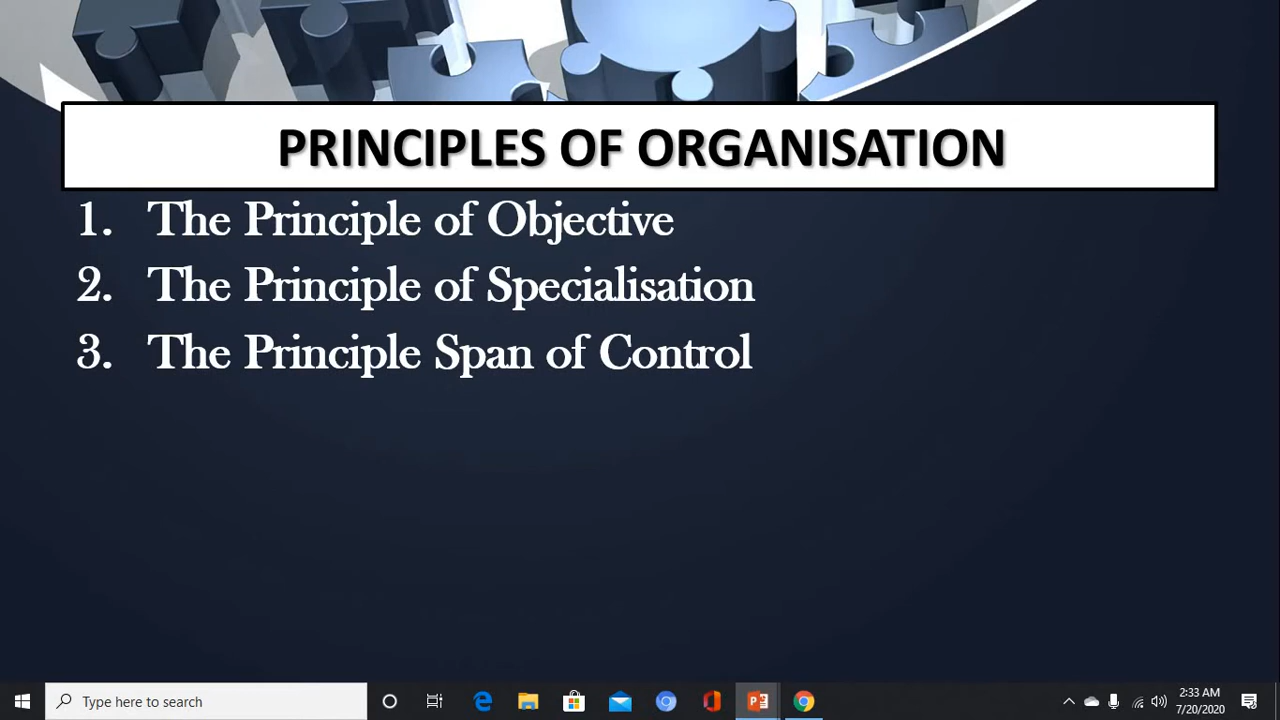 PRINCIPLES OF ORGANISATION
1. The Principle of Objective
2. The Principle of Specialisation
3. The Principle Span of Control
Type here to search
2:33 AM
7/20/2020